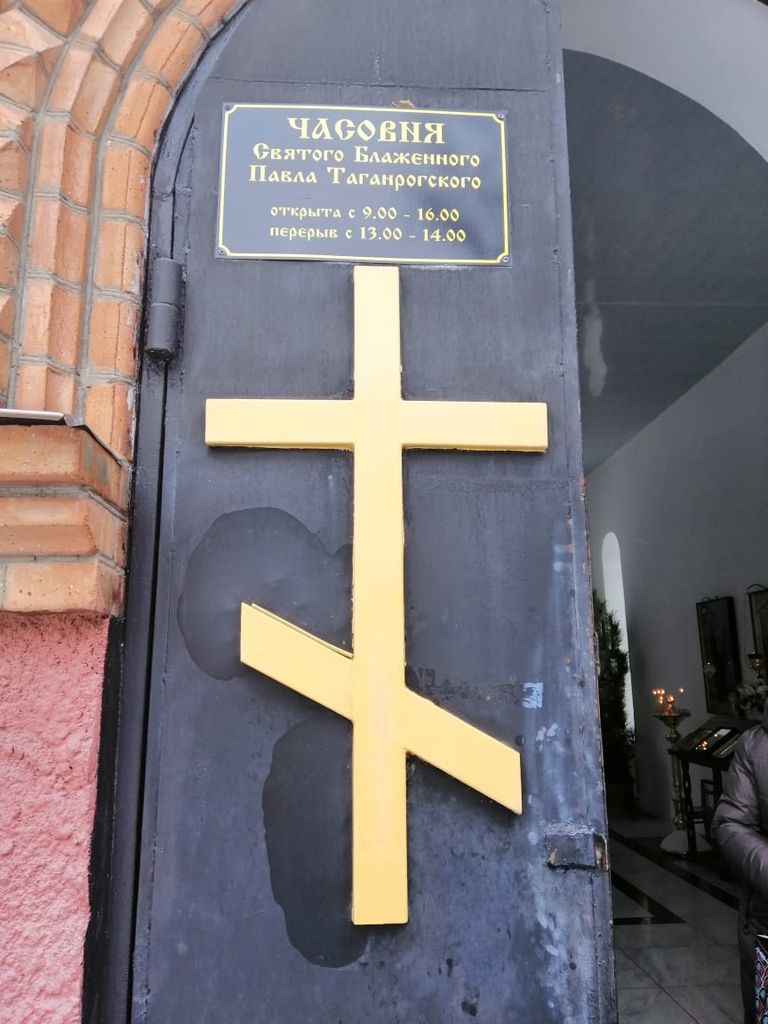 ЧАСОВНЯ
Святого Блаженного
Павла Таганрогского
открыта с 9.00 - 16.00
перерыв с 13.00 - 14.00